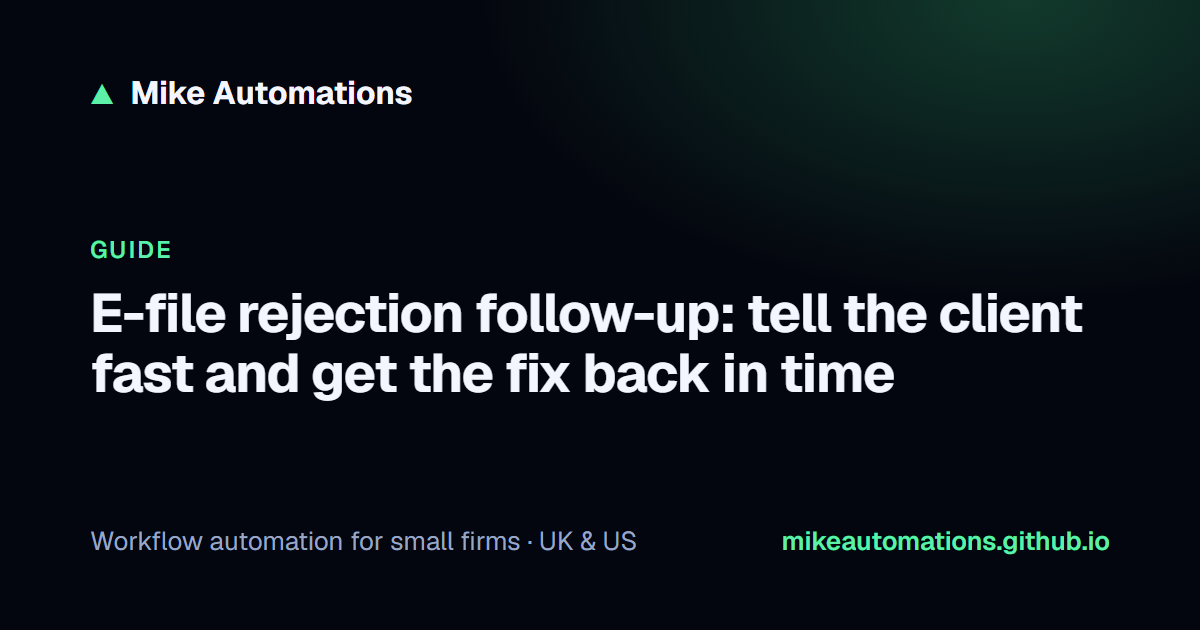 Mike Automations
GUIDE
E-file rejection follow-up: tell the client
fast and get the fix back in time
Workflow automation for small firms · UK & US
mikeautomations.github.io